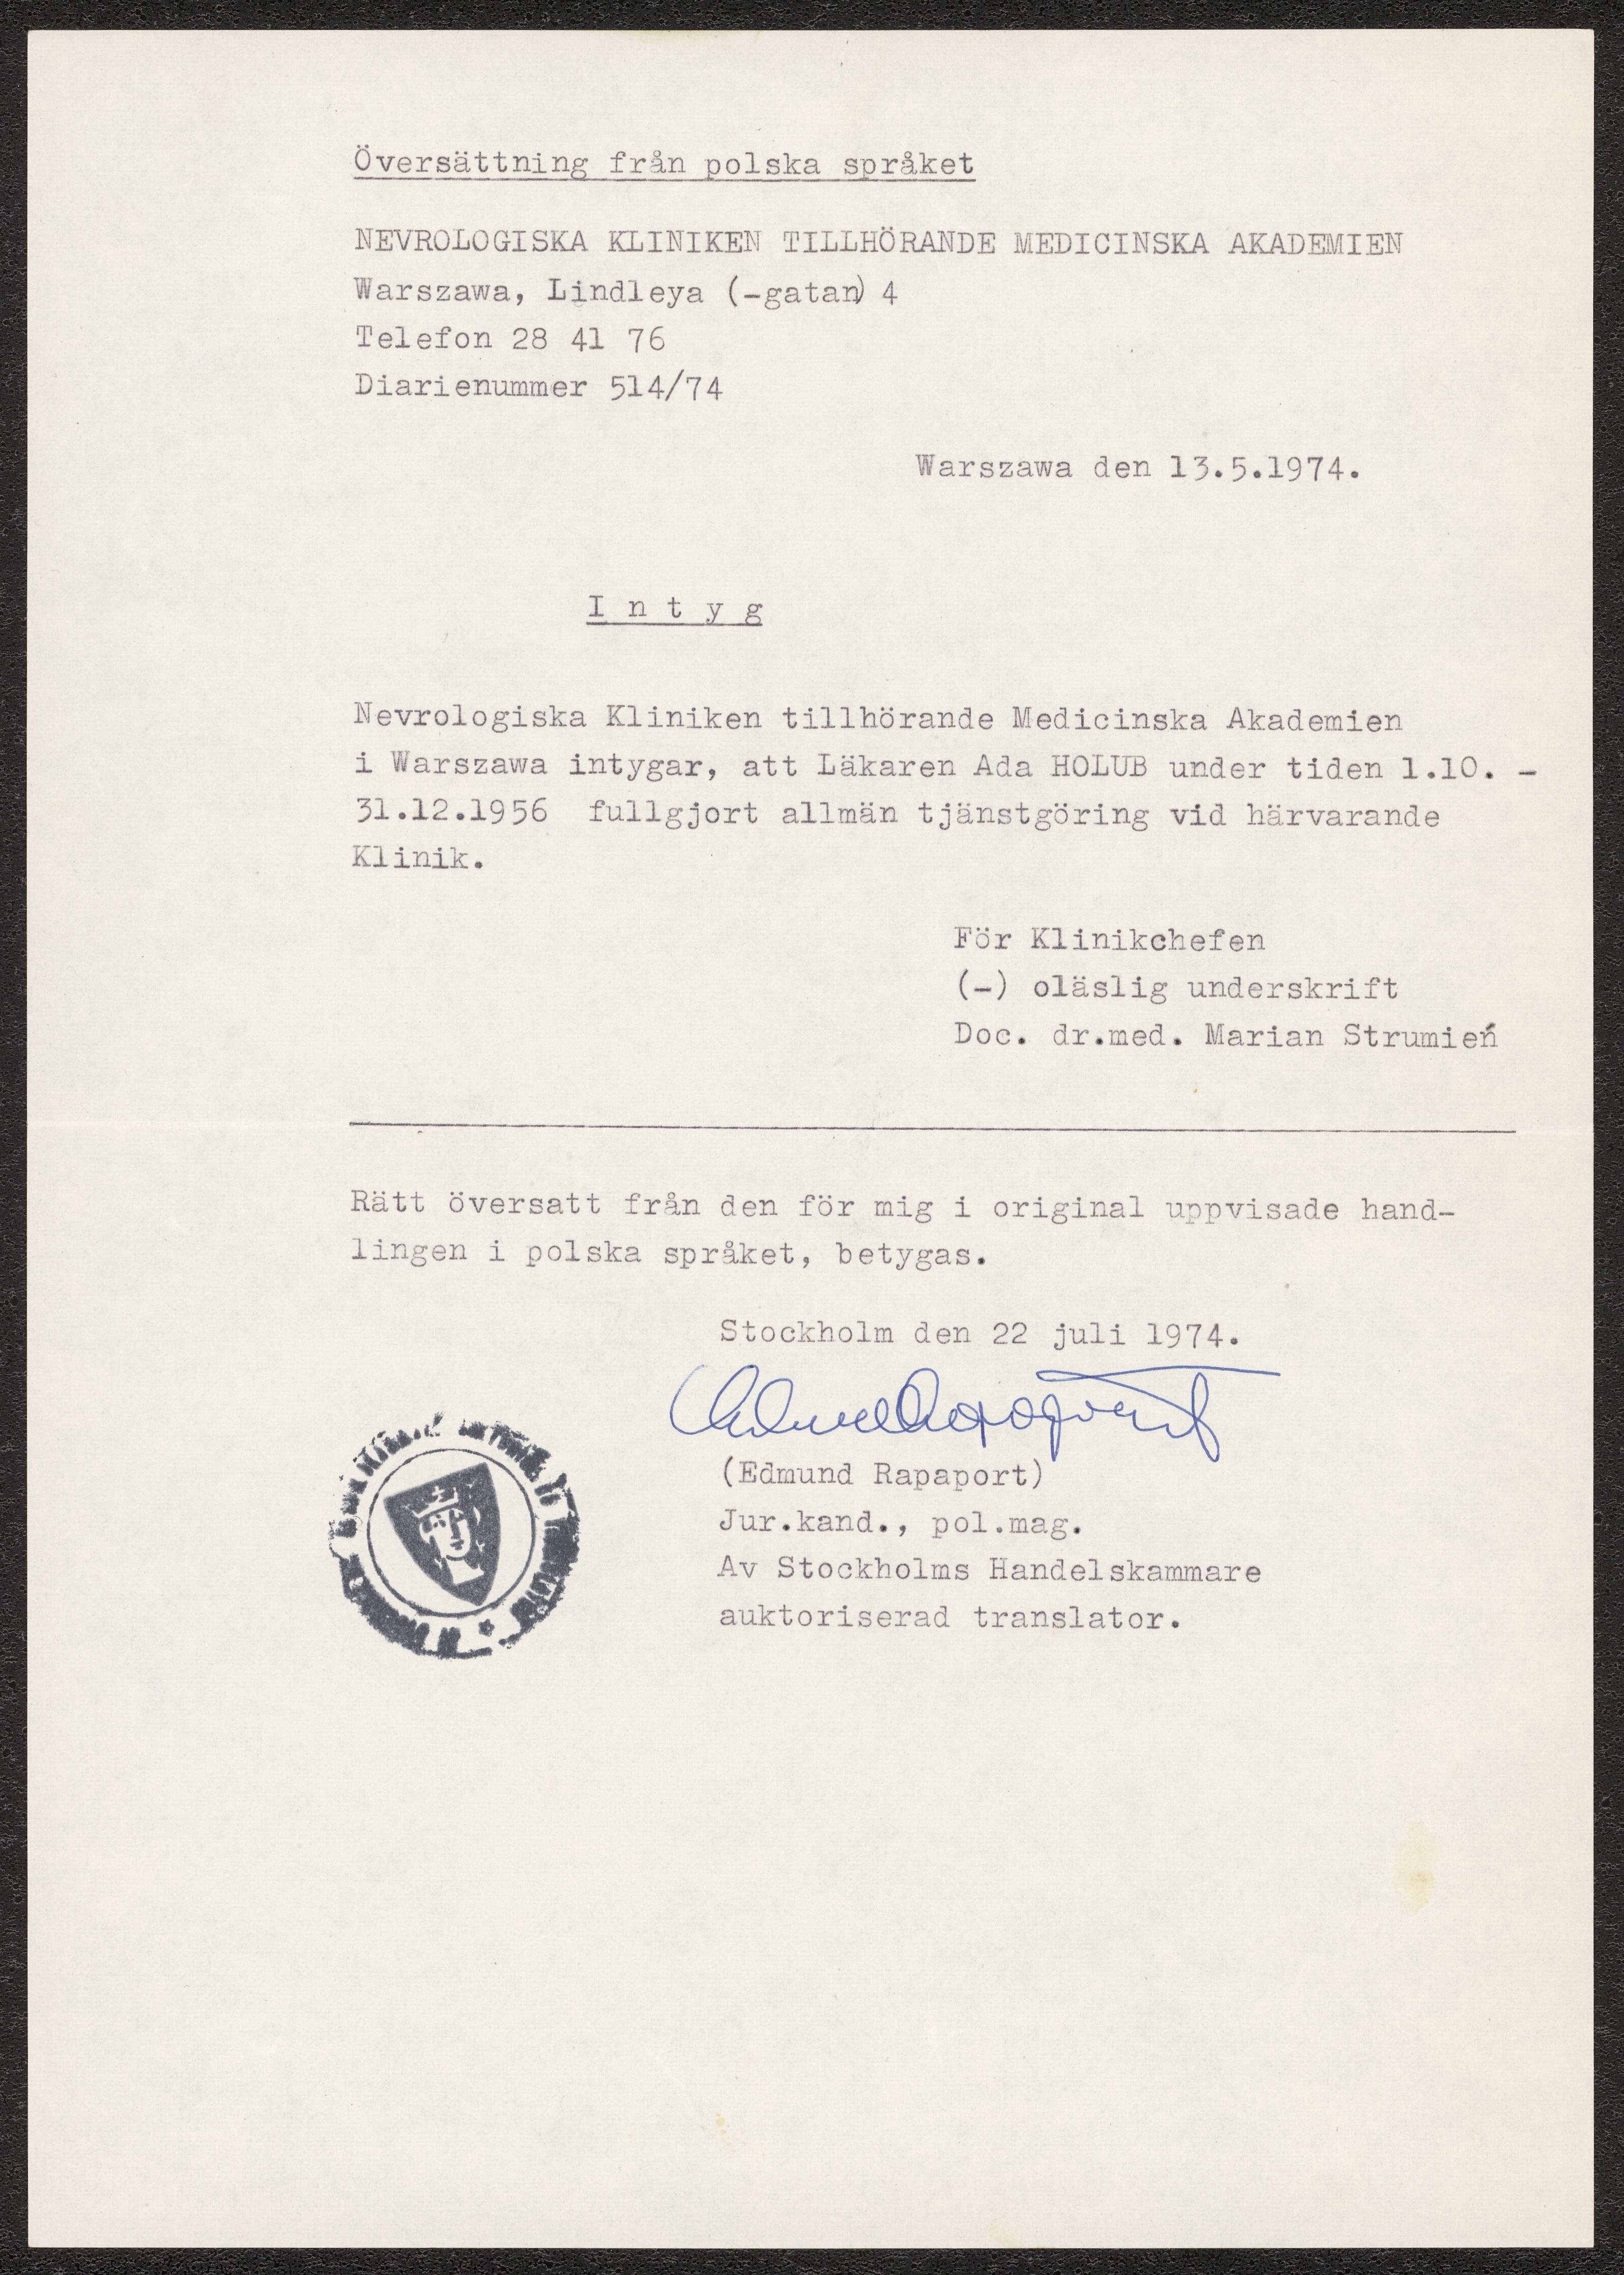 Översättning från polska språket
NEVROLOGISKA KLINIKEN TILLHÖRANDE MEDICINSKA AKADEMIEN
Warszawa, Lindleya (-gatan) 4
Telefon 28 41 76
Diarienummer 514/74
Warszawa den 13.5.1974.
I n t y g
Nevrologiska Kliniken tillhörande Medicinska Akademien
i Warszawa intygar, att Läkaren Ada HOLUB under tiden 1.10. -
31.12.1956 fullgjort allmän tjänstgöring vid härvarande
Klinik.
För Klinikchefen
(-) oläslig underskrift
Doc. dr.med. Marian Strumień
Rätt översatt från den för mig i original uppvisade hand-
lingen i polska språket, betygas.
Stockholm den 22 juli 1974.
(Edmund Rapaport)
Jur.kand., pol.mag.
Av Stockholms Handelskammare
auktoriserad translator.